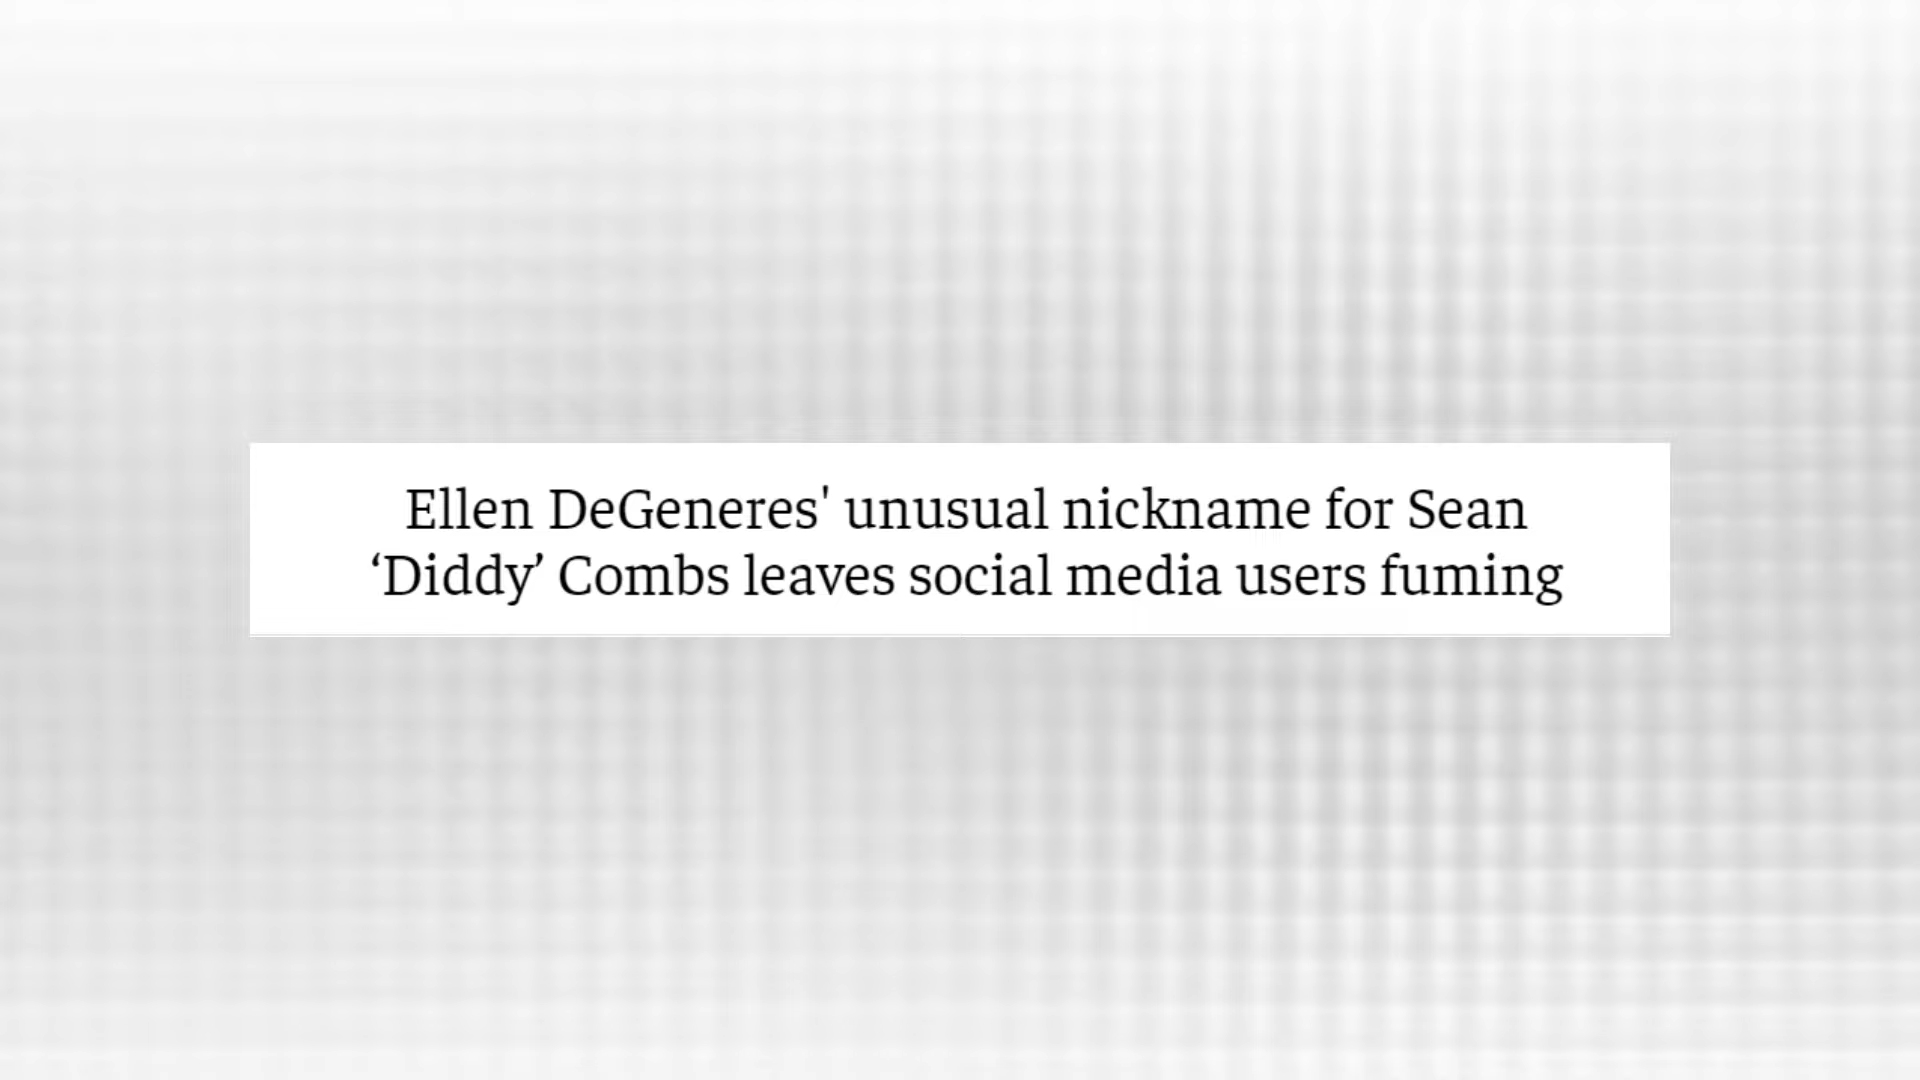 Ellen DeGeneres' unusual nickname for Sean
‘Diddy’ Combs leaves social media users fuming